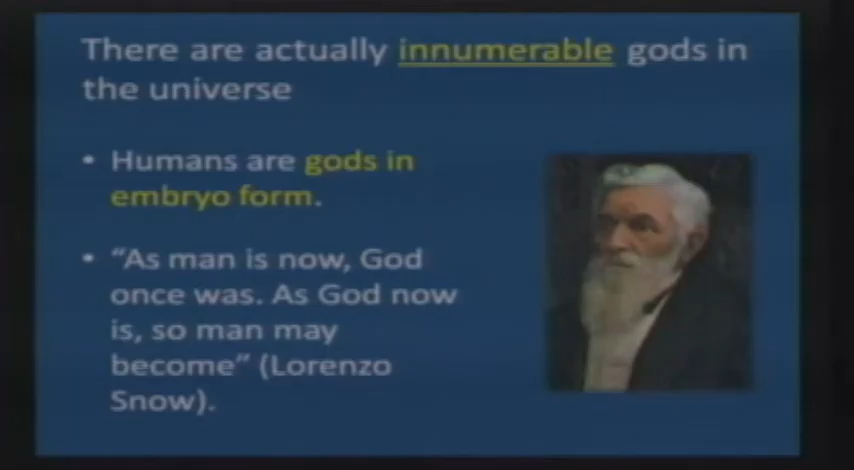 There are actually innumerable gods in
the universe
• Humans are gods in
embryo form.
• “As man is now, God
once was. As God now
is, so man may
become” (Lorenzo
Snow).